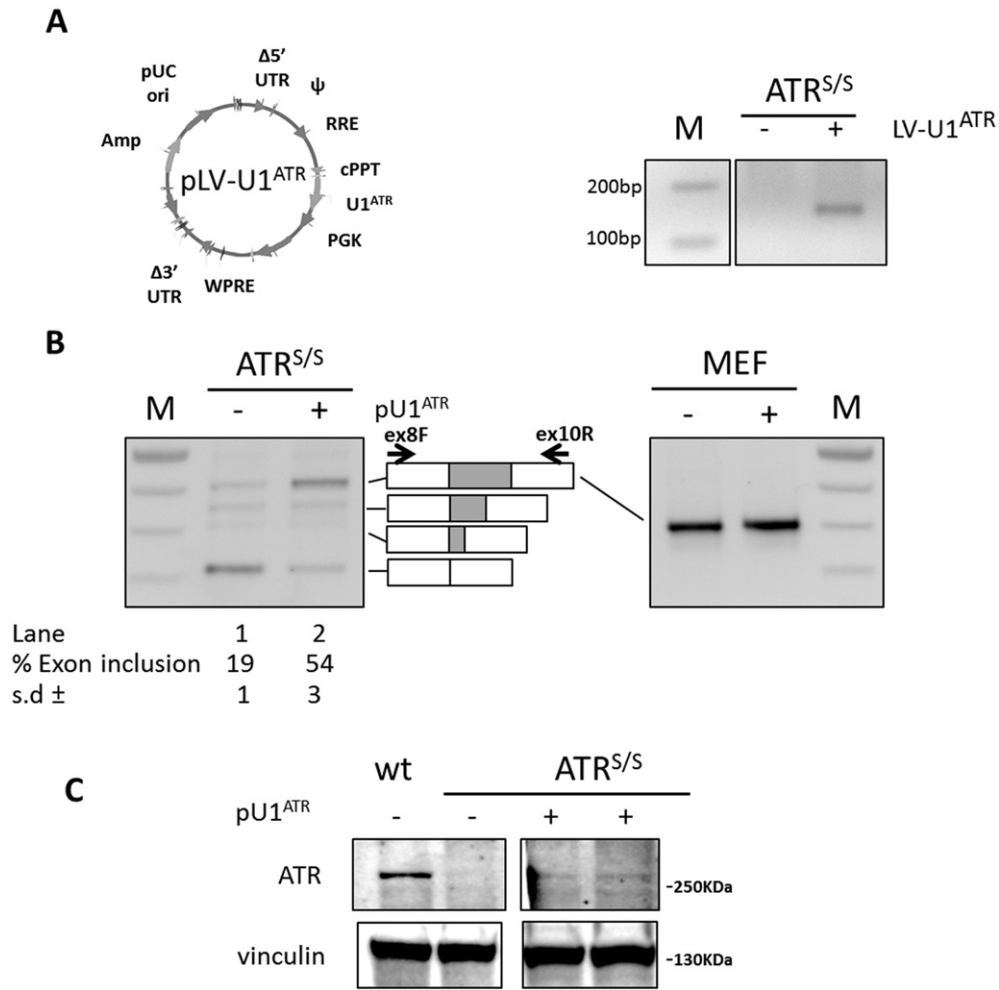 A
Δ5’
UTR
pUC
ori
ψ
RRE
Amp
cPPT
pLV-U1ATR
U1ATR
PGK
Δ3’
UTR
WPRE
ATRS/S
M - + LV-U1ATR
200bp
100bp
B
ATRS/S
M - + pU1ATR
ex8F ex10R
MEF
- + M
Lane 1 2
% Exon inclusion 19 54
s.d ± 1 3
C
wt ATRS/S
pU1ATR - - + +
ATR
-250KDa
vinculin
-130KDa